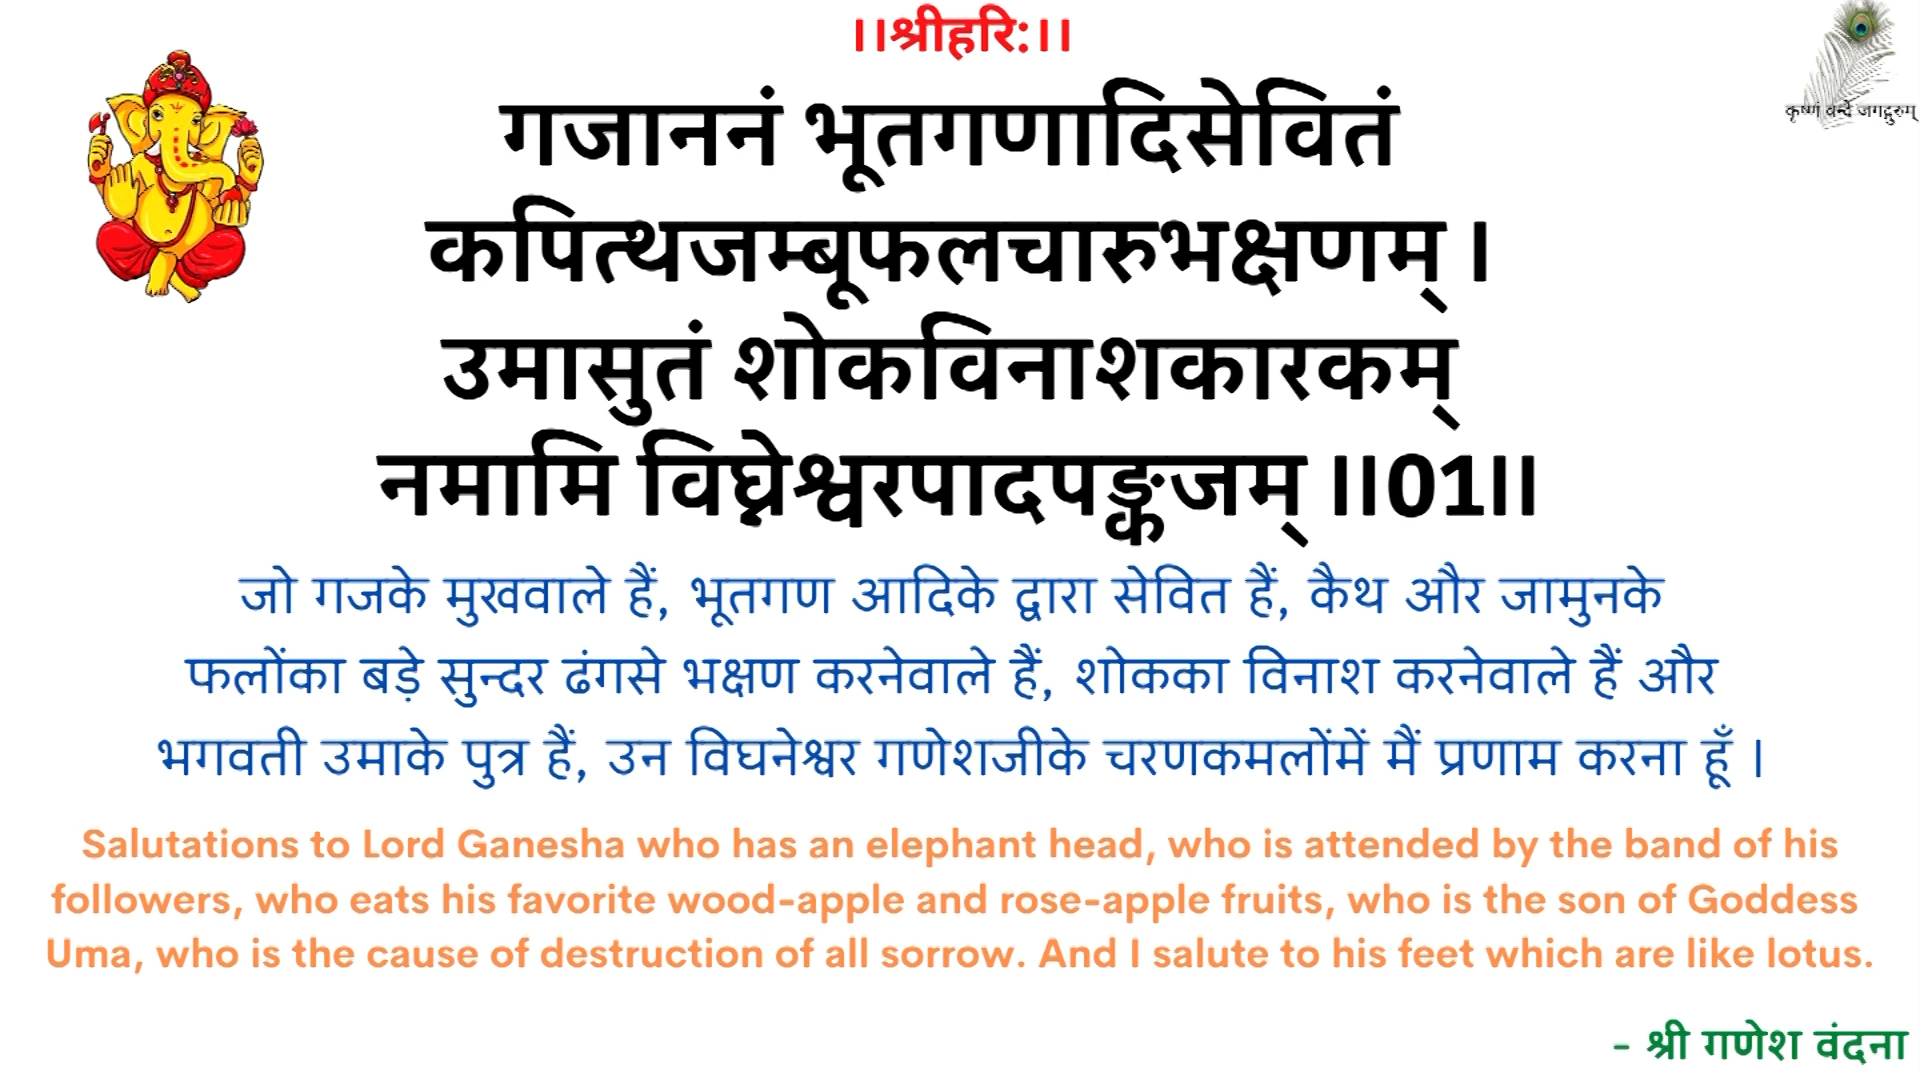 ।।श्रीहरि:।।
कृष्णं वन्दे जगद्गुरुम्
गजाननं भूतगणादिसेवितं
कपित्थजम्बूफलचारुभक्षणम् ।
उमासुतं शोकविनाशकारकम्
नमामि विघ्नेश्वरपादपङ्कजम् ।।01।।
जो गजके मुखवाले हैं, भूतगण आदिके द्वारा सेवित हैं, कैथ और जामुनके
फलोंका बड़े सुन्दर ढंगसे भक्षण करनेवाले हैं, शोकका विनाश करनेवाले हैं और
भगवती उमाके पुत्र हैं, उन विघनेश्वर गणेशजीके चरणकमलोंमें मैं प्रणाम करना हूँ ।
Salutations to Lord Ganesha who has an elephant head, who is attended by the band of his
followers, who eats his favorite wood-apple and rose-apple fruits, who is the son of Goddess
Uma, who is the cause of destruction of all sorrow. And I salute to his feet which are like lotus.
- श्री गणेश वंदना